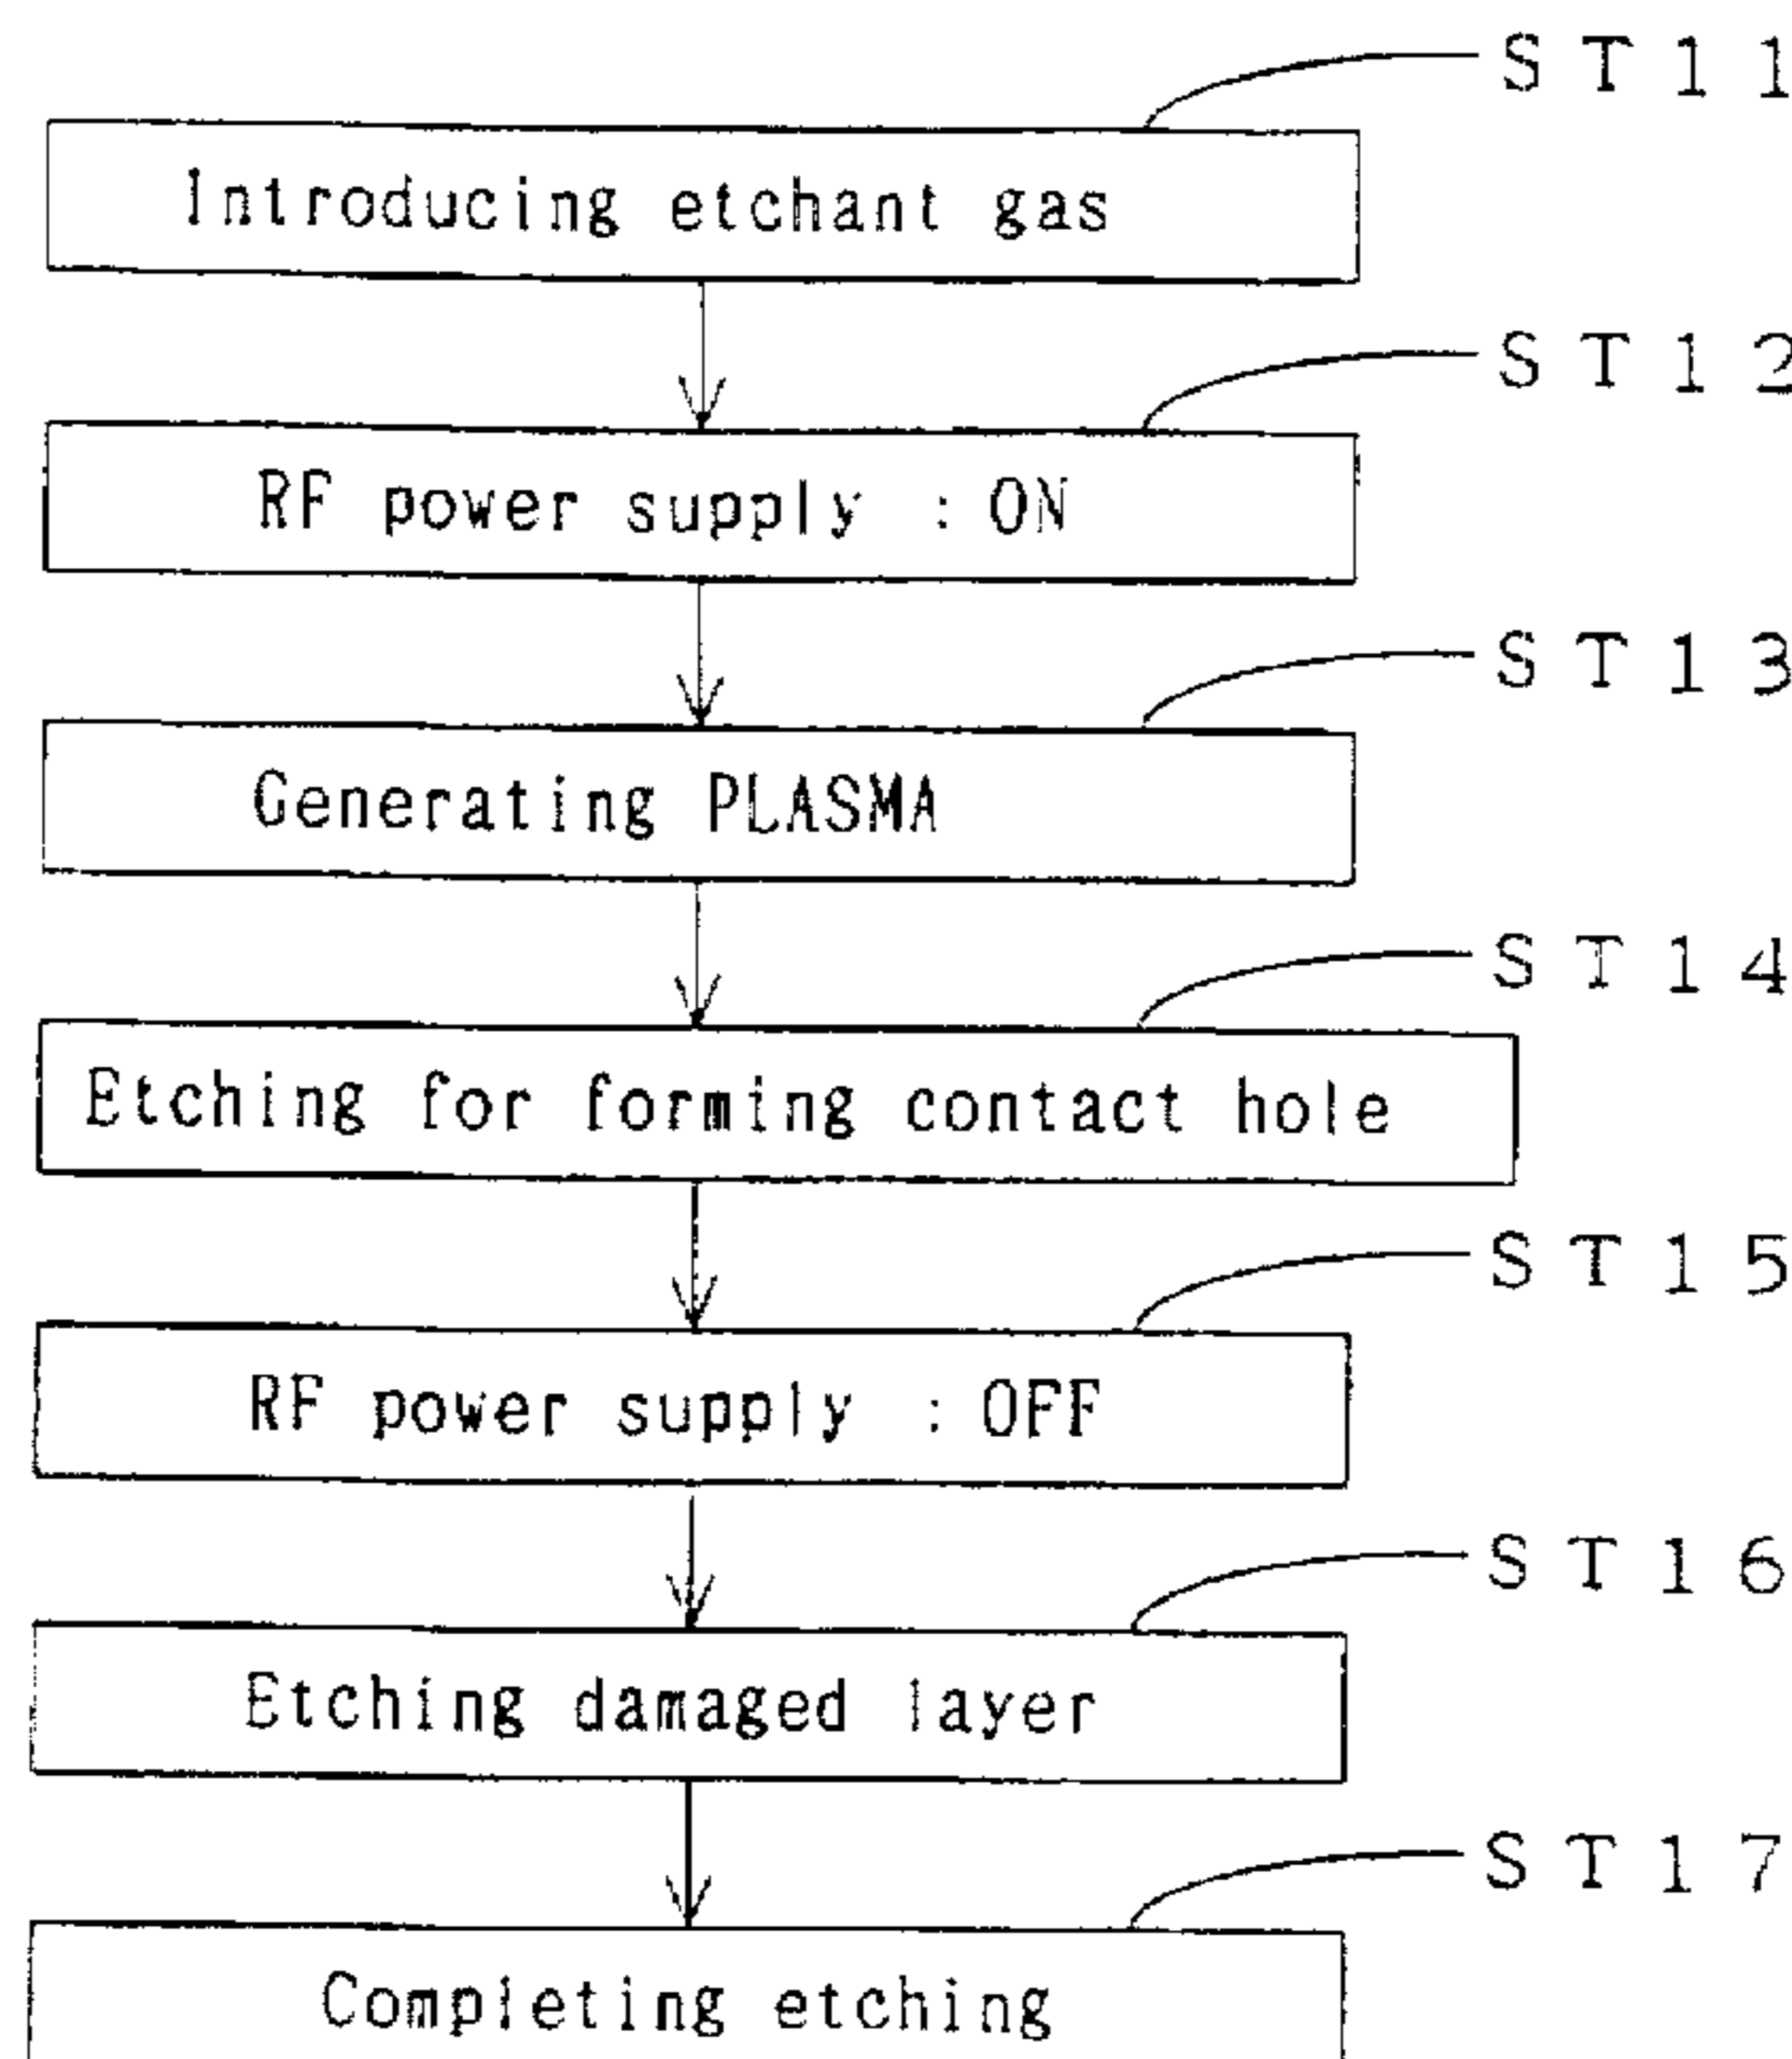 ST11
Introducing etchant gas
ST12
RF power supply : ON
ST13
Generating PLASMA
ST14
Etching for forming contact hole
ST15
RF power supply : OFF
ST16
Etching damaged layer
ST17
Completing etching